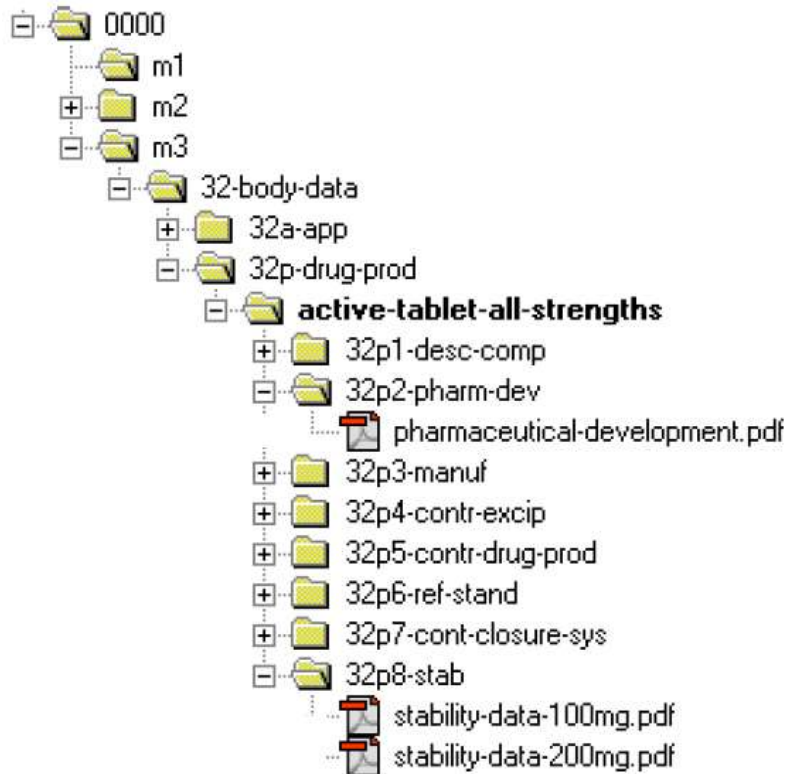 0000
m1
m2
m3
32-body-data
32a-app
32p-drug-prod
active-tablet-all-strengths
32p1-desc-comp
32p2-pharm-dev
pharmaceutical-development.pdf
32p3-manuf
32p4-contr-excip
32p5-contr-drug-prod
32p6-ref-stand
32p7-cont-closure-sys
32p8-stab
stability-data-100mg.pdf
stability-data-200mg.pdf